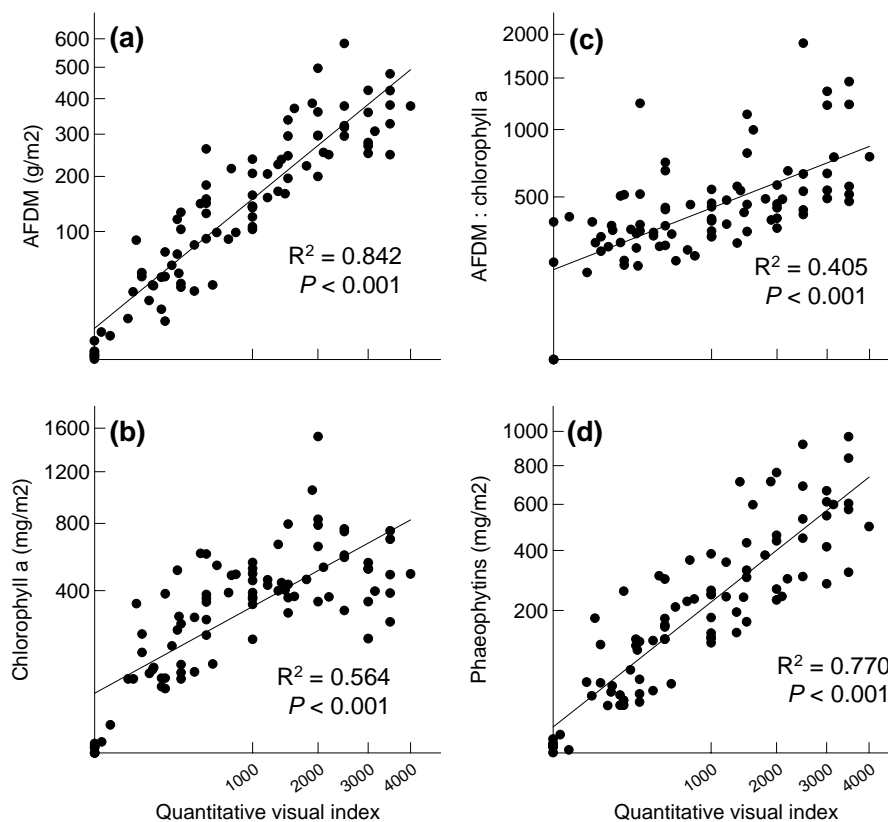 (a)
600
500
400
300
200
100
AFDM (g/m2)
R2 = 0.842
P < 0.001
(c)
2000
1500
1000
500
AFDM : chlorophyll a
R2 = 0.405
P < 0.001
(b)
1600
1200
800
400
Chlorophyll a (mg/m2)
R2 = 0.564
P < 0.001
1000
2000
3000
4000
Quantitative visual index
(d)
1000
800
600
400
200
Phaeophytins (mg/m2)
R2 = 0.770
P < 0.001
1000
2000
3000
4000
Quantitative visual index